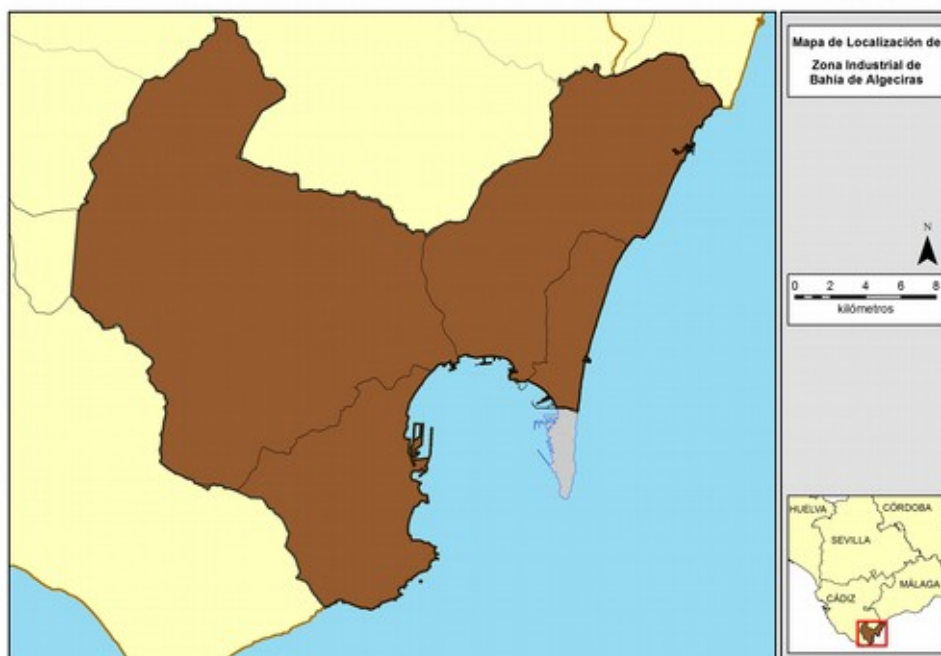 Mapa de Localización de
Zona Industrial de
Bahía de Algeciras
N
0 2 4 6 8
kilómetros
HUELVA
CÓRDOBA
SEVILLA
CÁDIZ
MÁLAGA